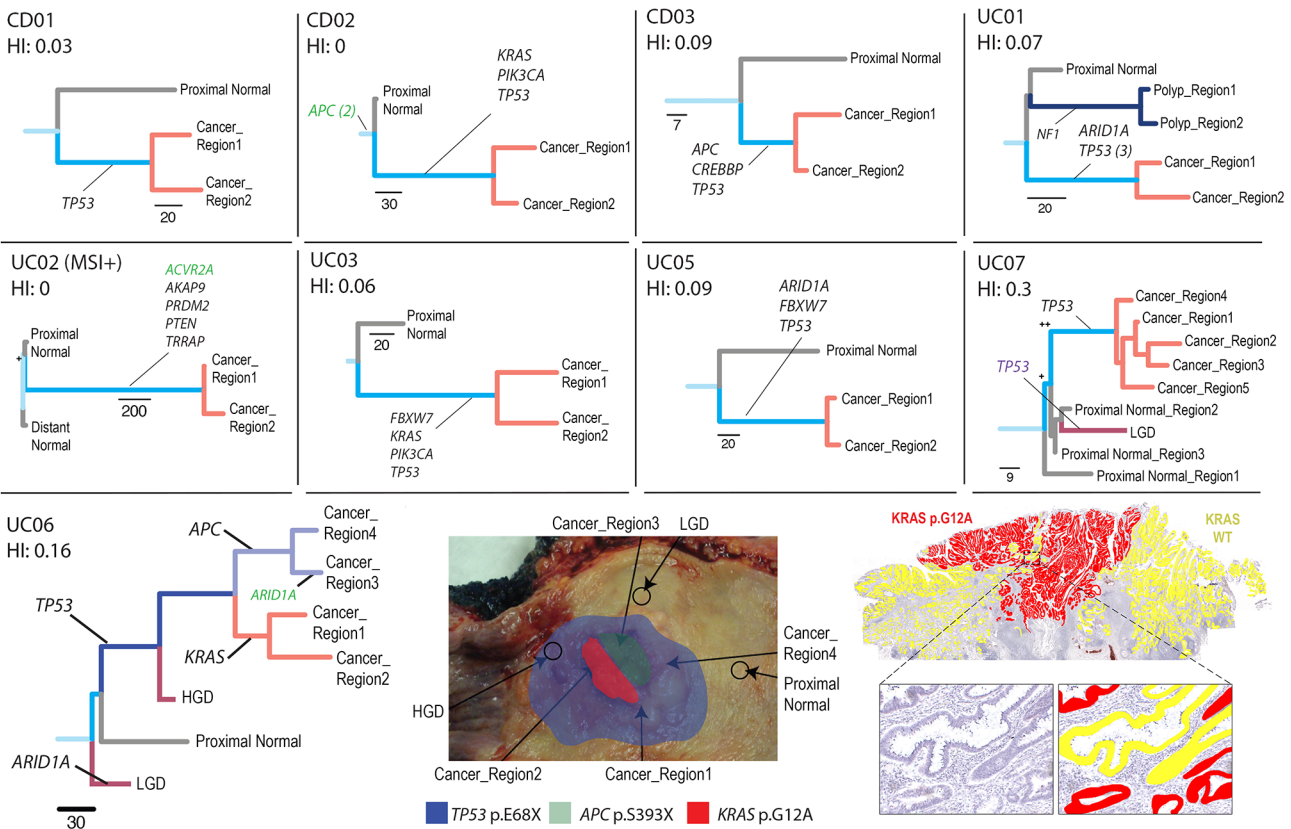 CD01
HI: 0.03
Proximal Normal
Cancer_
Region1
Cancer_
Region2
TP53
20
CD02
HI: 0
KRAS
PIK3CA
TP53
APC (2)
Proximal
Normal
Cancer_Region1
Cancer_Region2
30
CD03
HI: 0.09
Proximal Normal
7
Cancer_Region1
APC
CREBBP
TP53
Cancer_Region2
UC01
HI: 0.07
Proximal Normal
Polyp_Region1
Polyp_Region2
NF1
ARID1A
TP53 (3)
Cancer_Region1
Cancer_Region2
20
UC02 (MSI+)
HI: 0
ACVR2A
AKAP9
PRDM2
PTEN
TRRAP
Proximal
Normal
+
Cancer_
Region1
Cancer_
Region2
200
Distant
Normal
UC03
HI: 0.06
Proximal
Normal
20
Cancer_
Region1
Cancer_
Region2
FBXW7
KRAS
PIK3CA
TP53
UC05
HI: 0.09
ARID1A
FBXW7
TP53
Proximal Normal
Cancer_Region1
Cancer_Region2
20
UC07
HI: 0.3
TP53
++
Cancer_Region4
Cancer_Region1
Cancer_Region2
Cancer_Region3
Cancer_Region5
TP53
+
Proximal Normal_Region2
LGD
Proximal Normal_Region3
Proximal Normal_Region1
9
UC06
HI: 0.16
APC
Cancer_
Region4
Cancer_
Region3
ARID1A
TP53
Cancer_
Region1
KRAS
Cancer_
Region2
HGD
Proximal Normal
ARID1A
LGD
30
Cancer_Region3
LGD
Cancer_
Region4
Proximal
Normal
HGD
Cancer_Region2
Cancer_Region1
TP53 p.E68X
APC p.S393X
KRAS p.G12A
KRAS p.G12A
KRAS
WT